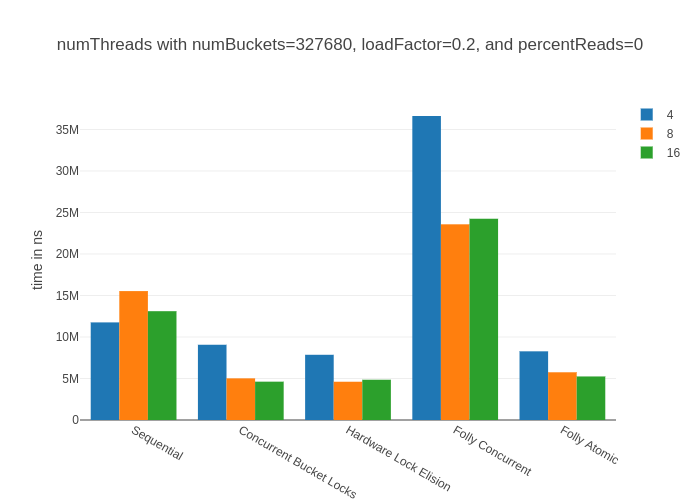 numThreads with numBuckets=327680, loadFactor=0.2, and percentReads=0
4
8
16
time in ns
35M
30M
25M
20M
15M
10M
5M
0
Sequential
Concurrent Bucket Locks
Hardware Lock Elision
Folly Concurrent
Folly Atomic